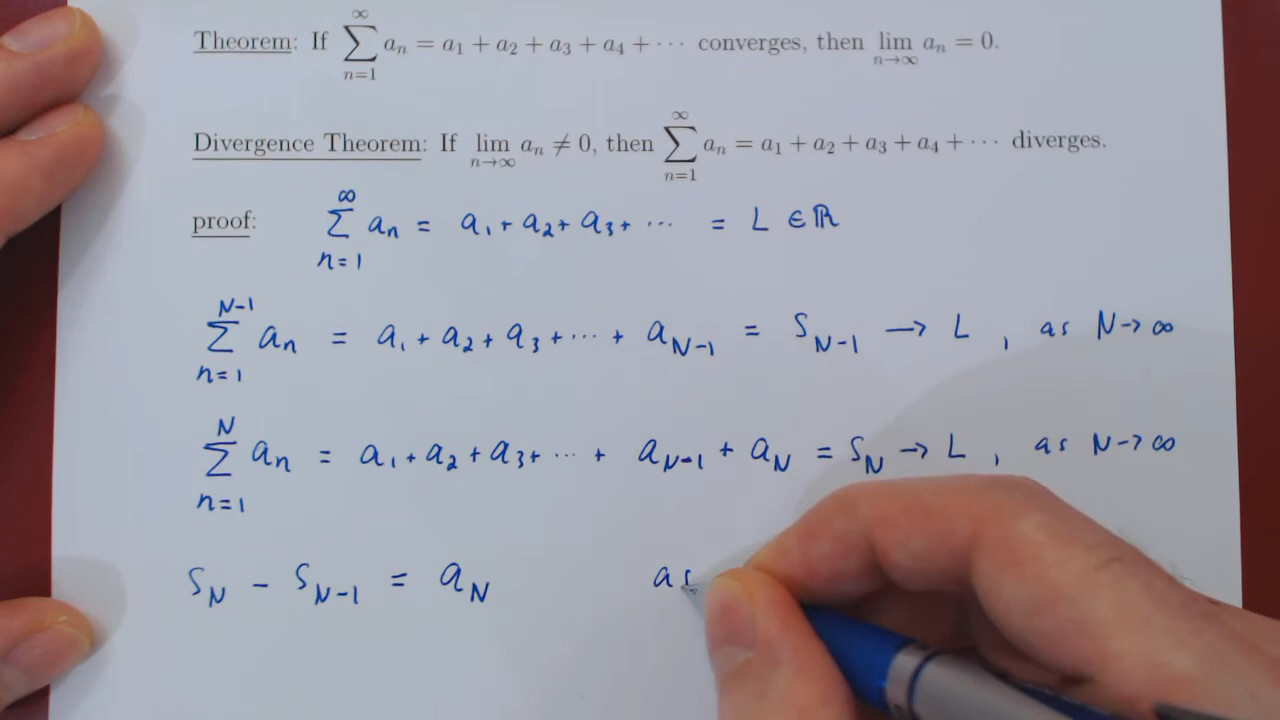 Theorem: If ∑_{n=1}^{∞} a_n = a_1 + a_2 + a_3 + a_4 + ··· converges, then lim_{n→∞} a_n = 0.
Divergence Theorem: If lim_{n→∞} a_n ≠ 0, then ∑_{n=1}^{∞} a_n = a_1 + a_2 + a_3 + a_4 + ··· diverges.
proof: ∑_{n=1}^{∞} a_n = a_1 + a_2 + a_3 + ··· = L ∈ ℝ
∑_{n=1}^{N-1} a_n = a_1 + a_2 + a_3 + ··· + a_{N-1} = S_{N-1} → L , as N→∞
∑_{n=1}^{N} a_n = a_1 + a_2 + a_3 + ··· + a_{N-1} + a_N = S_N → L , as N→∞
S_N - S_{N-1} = a_N as